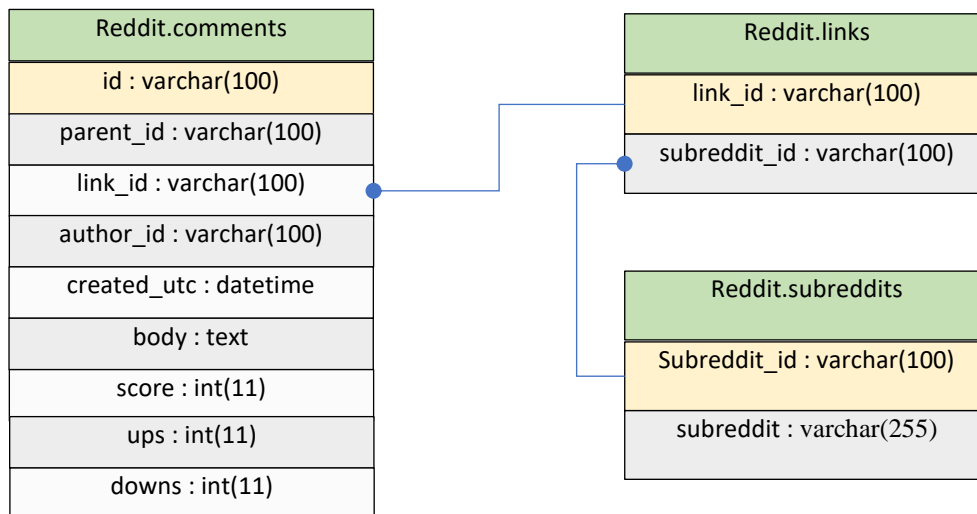 Reddit.comments
id : varchar(100)
parent_id : varchar(100)
link_id : varchar(100)
author_id : varchar(100)
created_utc : datetime
body : text
score : int(11)
ups : int(11)
downs : int(11)
Reddit.links
link_id : varchar(100)
subreddit_id : varchar(100)
Reddit.subreddits
Subreddit_id : varchar(100)
subreddit : varchar(255)